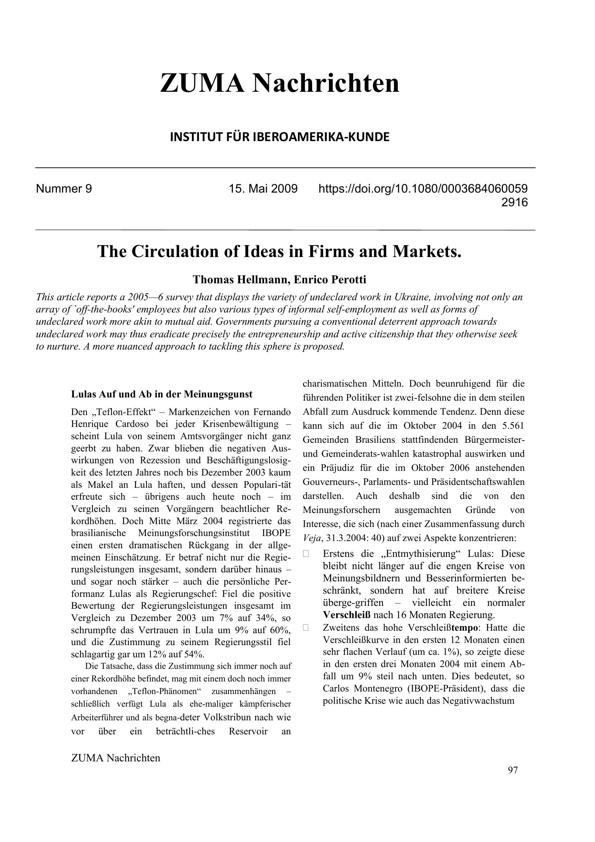 ZUMA Nachrichten
INSTITUT FÜR IBEROAMERIKA-KUNDE
Nummer 9
15. Mai 2009
https://doi.org/10.1080/0003684060059
2916
The Circulation of Ideas in Firms and Markets.
Thomas Hellmann, Enrico Perotti
This article reports a 2005—6 survey that displays the variety of undeclared work in Ukraine, involving not only an
array of `off-the-books' employees but also various types of informal self-employment as well as forms of
undeclared work more akin to mutual aid. Governments pursuing a conventional deterrent approach towards
undeclared work may thus eradicate precisely the entrepreneurship and active citizenship that they otherwise seek
to nurture. A more nuanced approach to tackling this sphere is proposed.
Lulas Auf und Ab in der Meinungsgunst
Den „Teflon-Effekt“ – Markenzeichen von Fernando
Henrique Cardoso bei jeder Krisenbewältigung –
scheint Lula von seinem Amtsvorgänger nicht ganz
geerbt zu haben. Zwar blieben die negativen Aus-
wirkungen von Rezession und Beschäftigungslosig-
keit des letzten Jahres noch bis Dezember 2003 kaum
als Makel an Lula haften, und dessen Populari-tät
erfreute sich – übrigens auch heute noch – im
Vergleich zu seinen Vorgängern beachtlicher Re-
kordhöhen. Doch Mitte März 2004 registrierte das
brasilianische Meinungsforschungsinstitut IBOPE
einen ersten dramatischen Rückgang in der allge-
meinen Einschätzung. Er betraf nicht nur die Regie-
rungsleistungen insgesamt, sondern darüber hinaus –
und sogar noch stärker – auch die persönliche Per-
formanz Lulas als Regierungschef: Fiel die positive
Bewertung der Regierungsleistungen insgesamt im
Vergleich zu Dezember 2003 um 7% auf 34%, so
schrumpfte das Vertrauen in Lula um 9% auf 60%,
und die Zustimmung zu seinem Regierungsstil fiel
schlagartig gar um 12% auf 54%.
Die Tatsache, dass die Zustimmung sich immer noch auf
einer Rekordhöhe befindet, mag mit einem doch noch immer
vorhandenen „Teflon-Phänomen“ zusammenhängen –
schließlich verfügt Lula als ehe-maliger kämpferischer
Arbeiterführer und als begna-deter Volkstribun nach wie
vor über ein beträchtli-ches Reservoir an
charismatischen Mitteln. Doch beunruhigend für die
führenden Politiker ist zwei-felsohne die in dem steilen
Abfall zum Ausdruck kommende Tendenz. Denn diese
kann sich auf die im Oktober 2004 in den 5.561
Gemeinden Brasiliens stattfindenden Bürgermeister-
und Gemeinderats-wahlen katastrophal auswirken und
ein Präjudiz für die im Oktober 2006 anstehenden
Gouverneurs-, Parlaments- und Präsidentschaftswahlen
darstellen. Auch deshalb sind die von den
Meinungsforschern ausgemachten Gründe von
Interesse, die sich (nach einer Zusammenfassung durch
Veja, 31.3.2004: 40) auf zwei Aspekte konzentrieren:
Erstens die „Entmythisierung“ Lulas: Diese
bleibt nicht länger auf die engen Kreise von
Meinungsbildnern und Besserinformierten be-
schränkt, sondern hat auf breitere Kreise
überge-griffen – vielleicht ein normaler
Verschleiß nach 16 Monaten Regierung.
Zweitens das hohe Verschleißtempo: Hatte die
Verschleißkurve in den ersten 12 Monaten einen
sehr flachen Verlauf (um ca. 1%), so zeigte diese
in den ersten drei Monaten 2004 mit einem Ab-
fall um 9% steil nach unten. Dies bedeutet, so
Carlos Montenegro (IBOPE-Präsident), dass die
politische Krise wie auch das Negativwachstum
ZUMA Nachrichten
97